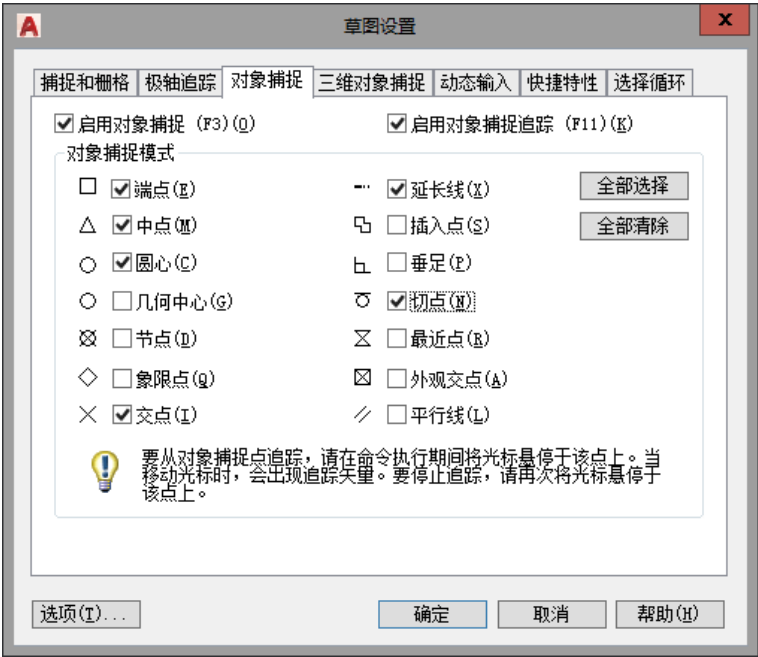 草图设置
捕捉和栅格 极轴追踪 对象捕捉 三维对象捕捉 动态输入 快捷特性 选择循环
启用对象捕捉 (F3)(O) 启用对象捕捉追踪 (F11)(K)
对象捕捉模式
端点(E) 延长线(X) 全部选择
中点(M) 插入点(S) 全部清除
圆心(C) 垂足(P)
几何中心(G) 切点(N)
节点(D) 最近点(R)
象限点(Q) 外观交点(A)
交点(I) 平行线(L)
要从对象捕捉点追踪，请在命令执行期间将光标悬停于该点上。当
移动光标时，会出现追踪矢量。要停止追踪，请再次将光标悬停于
该点上。
选项(T)... 确定 取消 帮助(H)